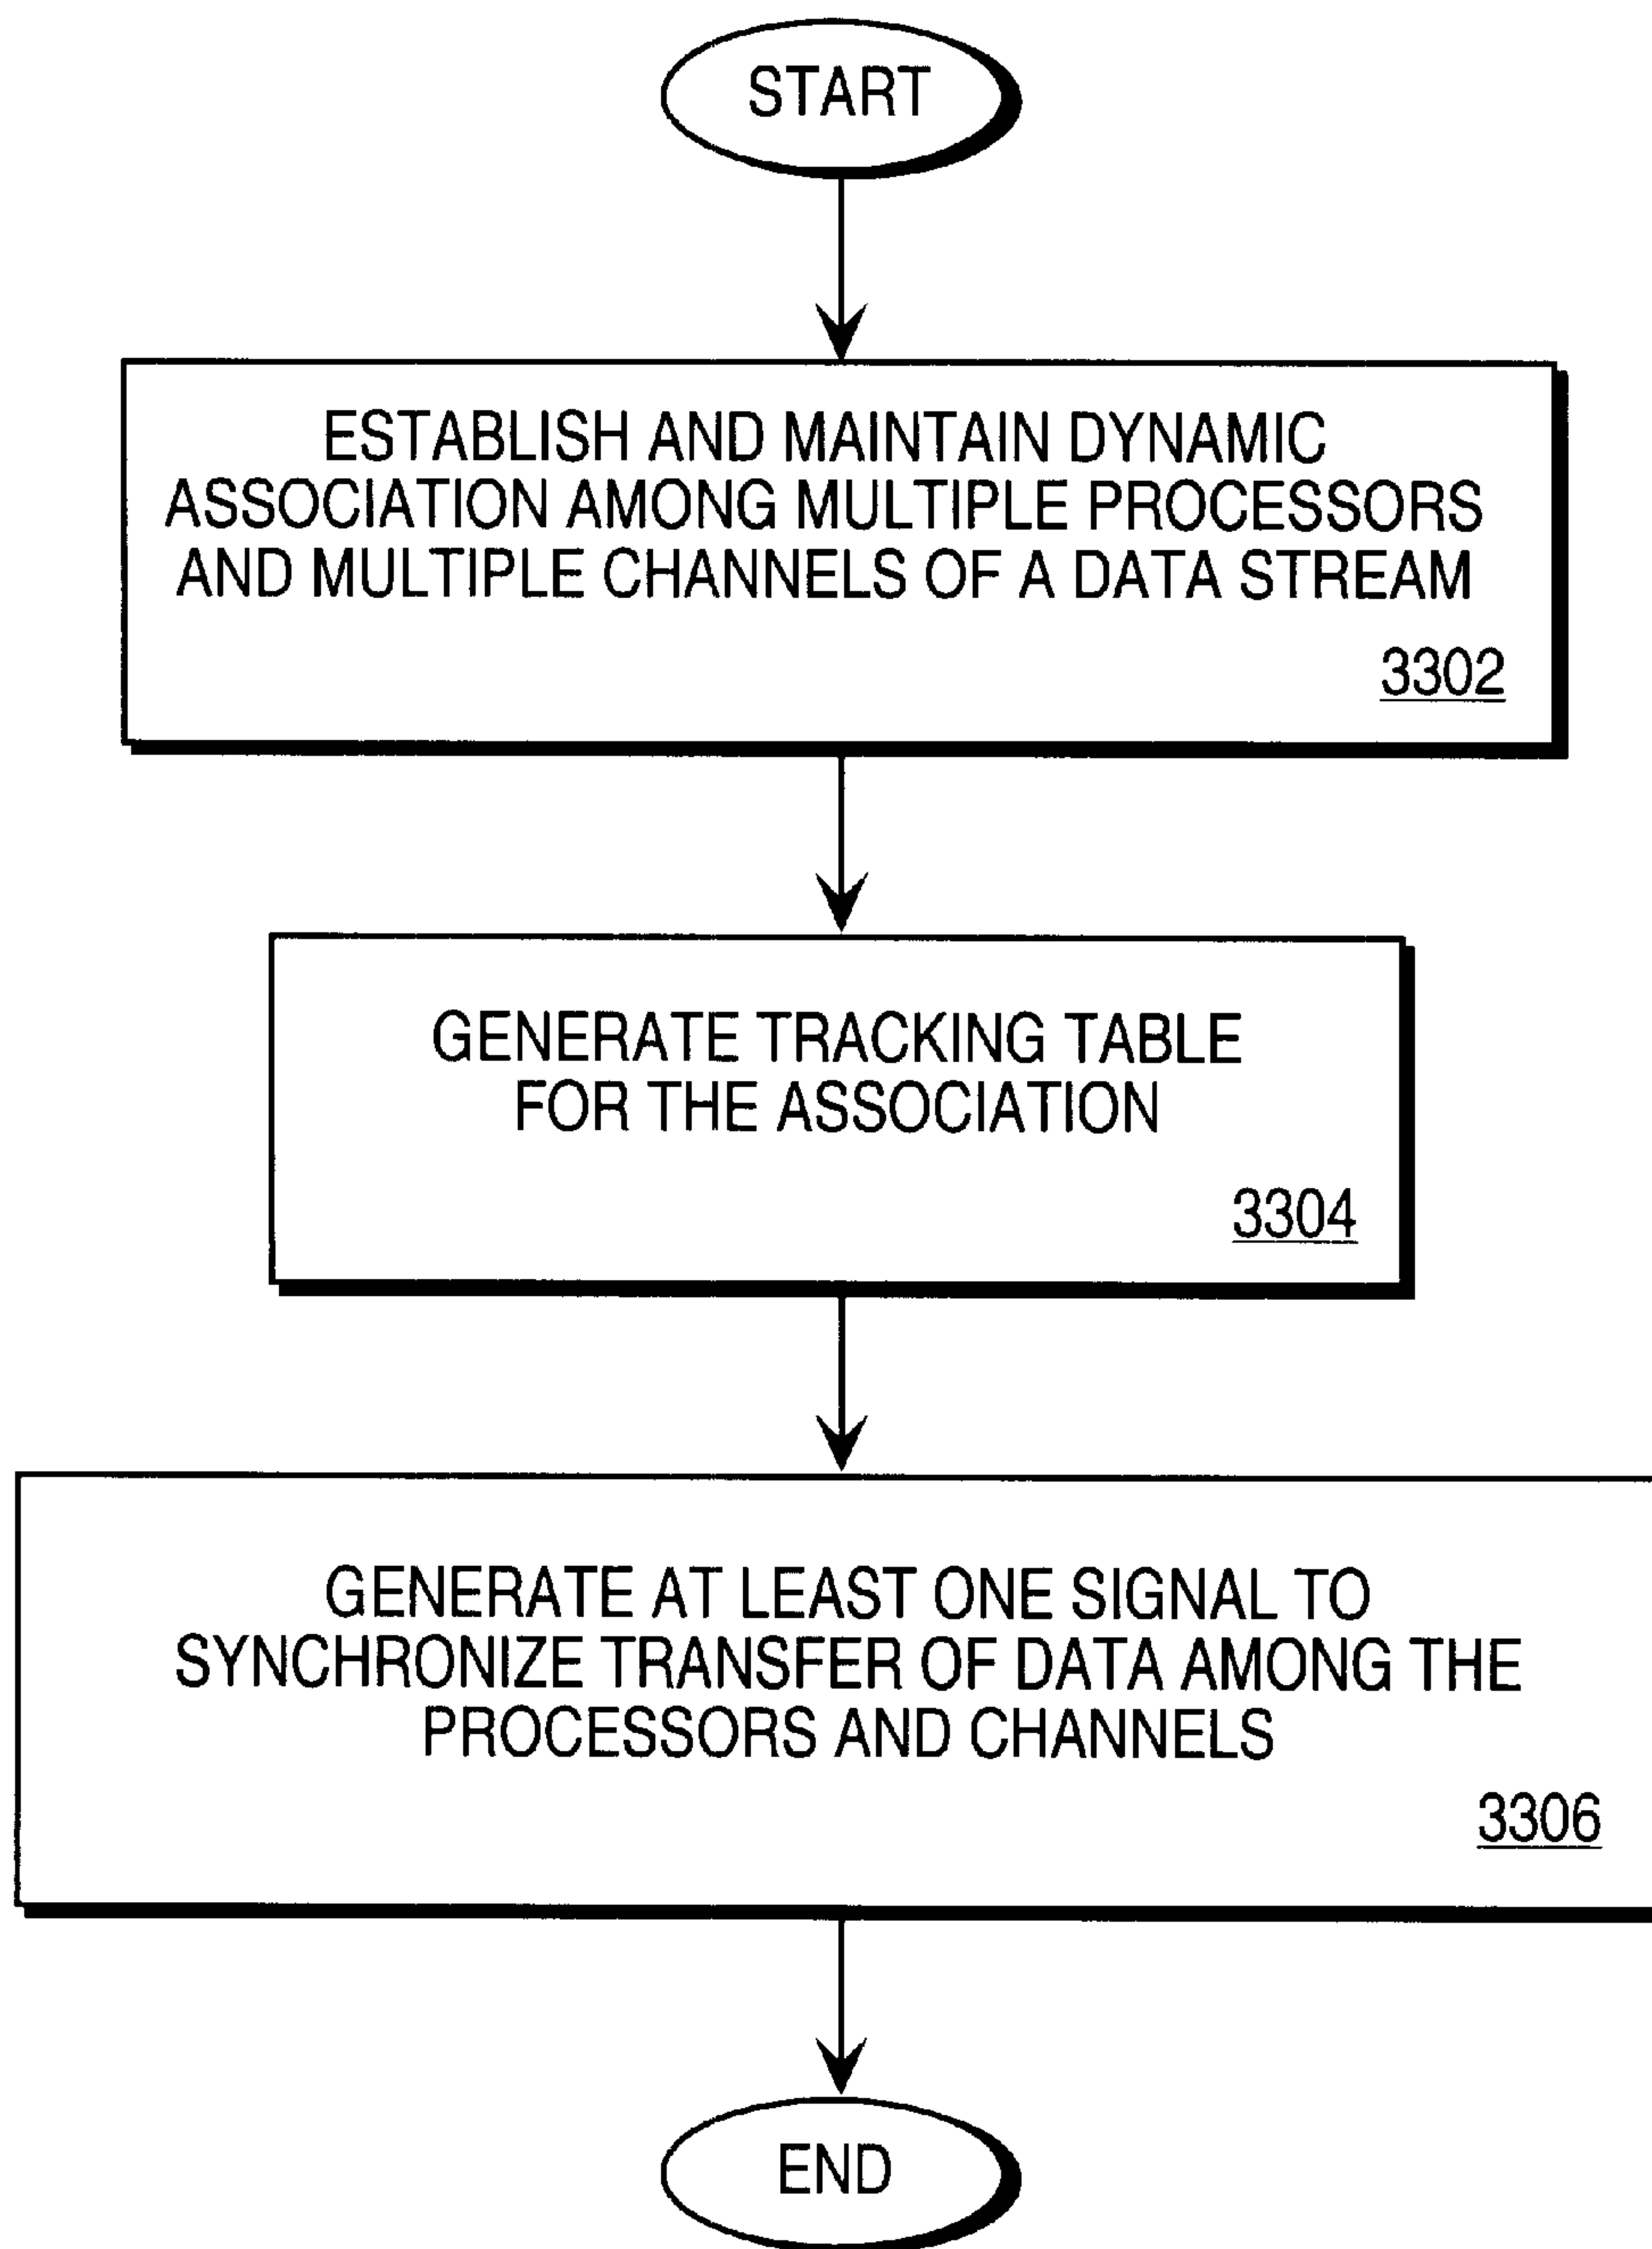 START
ESTABLISH AND MAINTAIN DYNAMIC
ASSOCIATION AMONG MULTIPLE PROCESSORS
AND MULTIPLE CHANNELS OF A DATA STREAM
3302
GENERATE TRACKING TABLE
FOR THE ASSOCIATION
3304
GENERATE AT LEAST ONE SIGNAL TO
SYNCHRONIZE TRANSFER OF DATA AMONG THE
PROCESSORS AND CHANNELS
3306
END